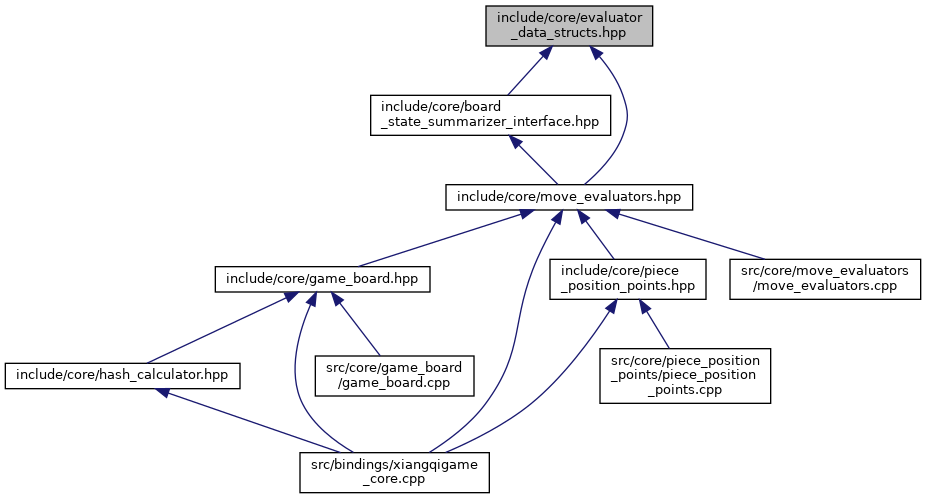 include/core/evaluator
_data_structs.hpp
include/core/board
_state_summarizer_interface.hpp
include/core/move_evaluators.hpp
include/core/game_board.hpp
include/core/piece
_position_points.hpp
src/core/move_evaluators
/move_evaluators.cpp
include/core/hash_calculator.hpp
src/core/game_board
/game_board.cpp
src/core/piece_position
_points/piece_position
_points.cpp
src/bindings/xiangqigame
_core.cpp